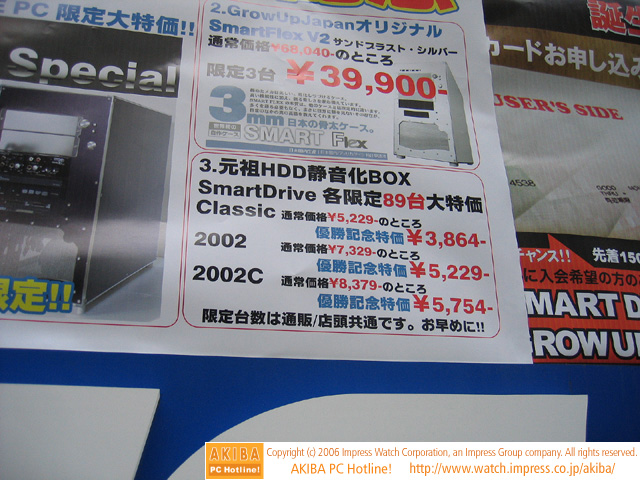 E PC 限定大特価!!
Special
限定!!
2.GrowUpJapanオリジナル
SmartFlex V2 サンドブラスト・シルバー
通常価格¥68,040-のところ
限定3台 ¥39,900-
3mm 日本の骨太ケース。
SMART Flex
3.元祖HDD静音化BOX
SmartDrive 各限定89台大特価
Classic 通常価格¥5,229-のところ
優勝記念特価¥3,864-
2002 通常価格¥7,329-のところ
優勝記念特価¥5,229-
2002C 通常価格¥8,379-のところ
優勝記念特価¥5,754-
限定台数は通販/店頭共通です。お早めに!!
誕生
カードお申し込み
USER'S SIDE
4538
チャンス!! 先着150
に入会希望の方の
SMART D
GROW U
AKIBA
PC Hotline!
Copyright (c) 2006 Impress Watch Corporation, an Impress Group company. All rights reserved.
AKIBA PC Hotline! http://www.watch.impress.co.jp/akiba/